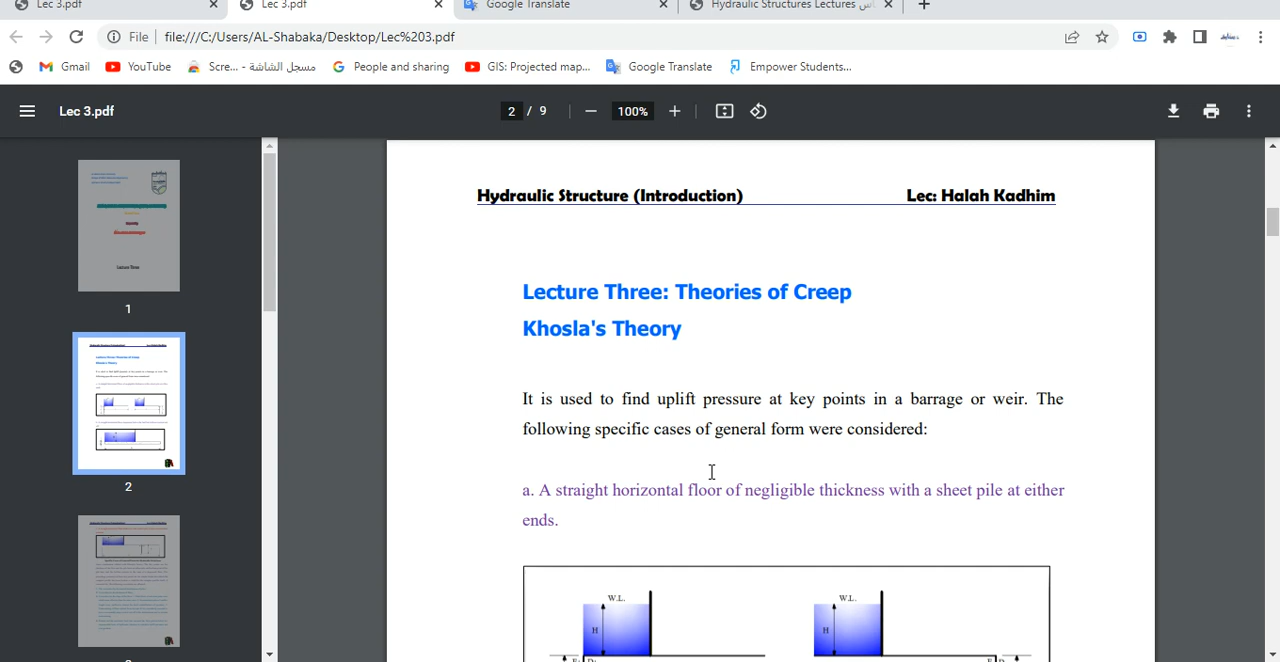 Lec 3.pdf
Lec 3.pdf
Google Translate
Hydraulic Structures Lectures
File
file:///C:/Users/AL-Shabaka/Desktop/Lec%203.pdf
Gmail
YouTube
Scre... - مسجل الشاشة
People and sharing
GIS: Projected map...
Google Translate
Empower Students...
Lec 3.pdf
2 / 9
100%
1
2
Hydraulic Structure (Introduction) Lec: Halah Kadhim
Lecture Three: Theories of Creep
Khosla's Theory
It is used to find uplift pressure at key points in a barrage or weir. The
following specific cases of general form were considered:
a. A straight horizontal floor of negligible thickness with a sheet pile at either
ends.
W.L. W.L.
H H